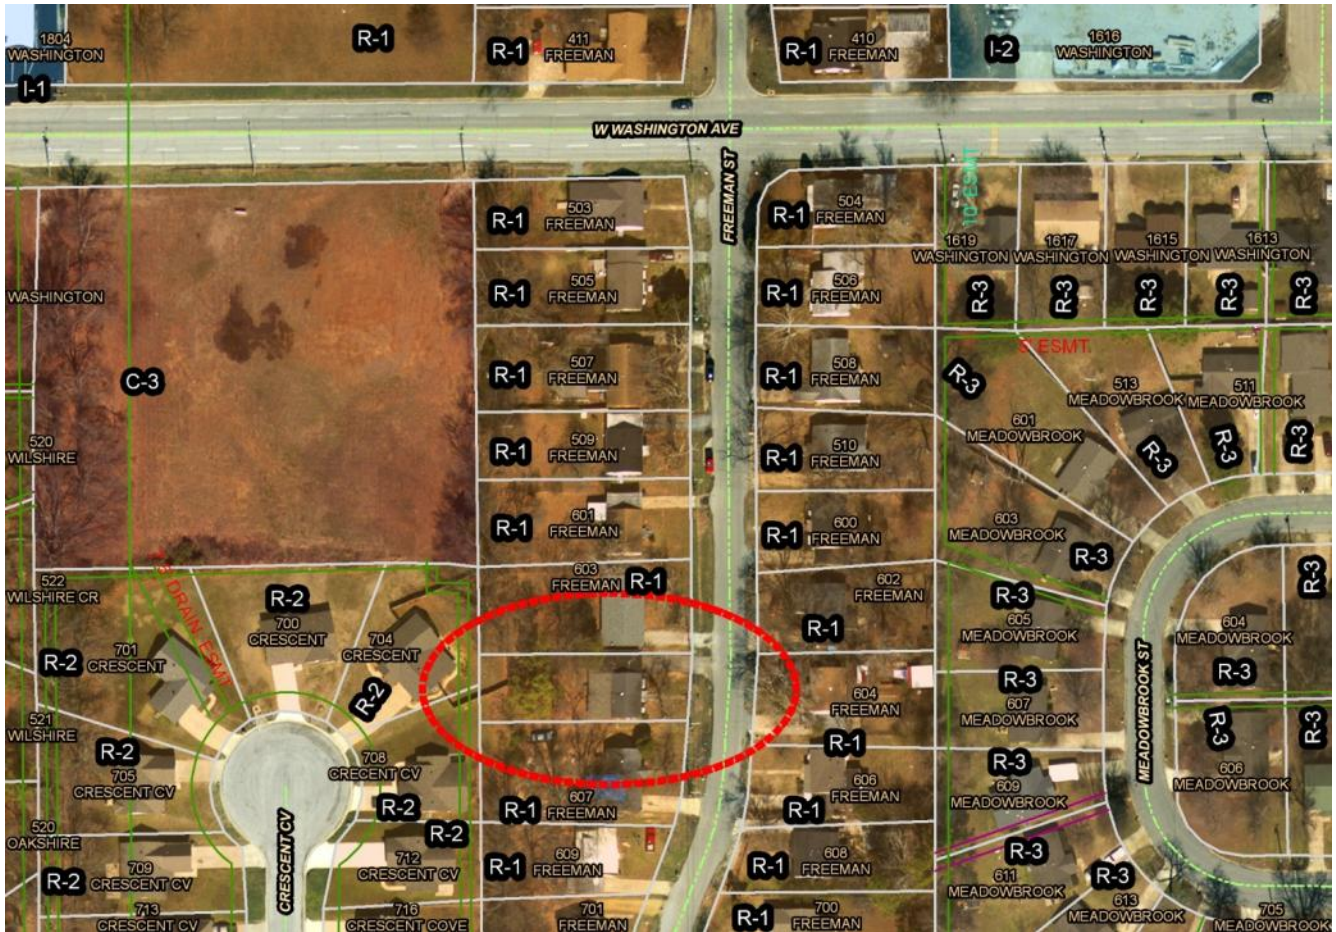 1804
WASHINGTON
R-1
R-1
411
FREEMAN
R-1
410
FREEMAN
I-2
1616
WASHINGTON
I-1
W WASHINGTON AVE
FREEMAN ST
10' ESMT
R-1
503
FREEMAN
R-1
504
FREEMAN
1619
WASHINGTON
1617
WASHINGTON
1615
WASHINGTON
1613
WASHINGTON
R-3
R-3
R-3
R-3
R-3
WASHINGTON
R-1
505
FREEMAN
R-1
506
FREEMAN
C-3
R-1
507
FREEMAN
R-1
508
FREEMAN
ESMT.
R-3
513
MEADOWBROOK
511
MEADOWBROOK
601
MEADOWBROOK
R-3
R-3
R-3
520
WILSHIRE
R-1
509
FREEMAN
R-1
510
FREEMAN
R-1
601
FREEMAN
R-1
600
FREEMAN
603
MEADOWBROOK
R-3
522
WILSHIRE CR
DRAIN ESMT
R-2
700
CRESCENT
704
CRESCENT
R-2
701
CRESCENT
R-2
603
FREEMAN
R-1
602
FREEMAN
R-1
R-3
605
MEADOWBROOK
R-3
604
MEADOWBROOK
R-3
MEADOWBROOK ST
521
WILSHIRE
R-2
705
CRESCENT CV
708
CRECENT CV
R-2
604
FREEMAN
R-1
R-3
607
MEADOWBROOK
R-3
R-3
606
MEADOWBROOK
R-1
607
FREEMAN
606
FREEMAN
R-1
R-3
609
MEADOWBROOK
520
OAKSHIRE
R-2
R-2
709
CRESCENT CV
CRESCENT CV
712
CRESCENT CV
R-1
609
FREEMAN
R-1
608
FREEMAN
R-3
611
MEADOWBROOK
R-3
713
CRESCENT CV
716
CRESCENT COVE
701
FREEMAN
R-1
700
FREEMAN
613
MEADOWBROOK
705
MEADOWBROOK